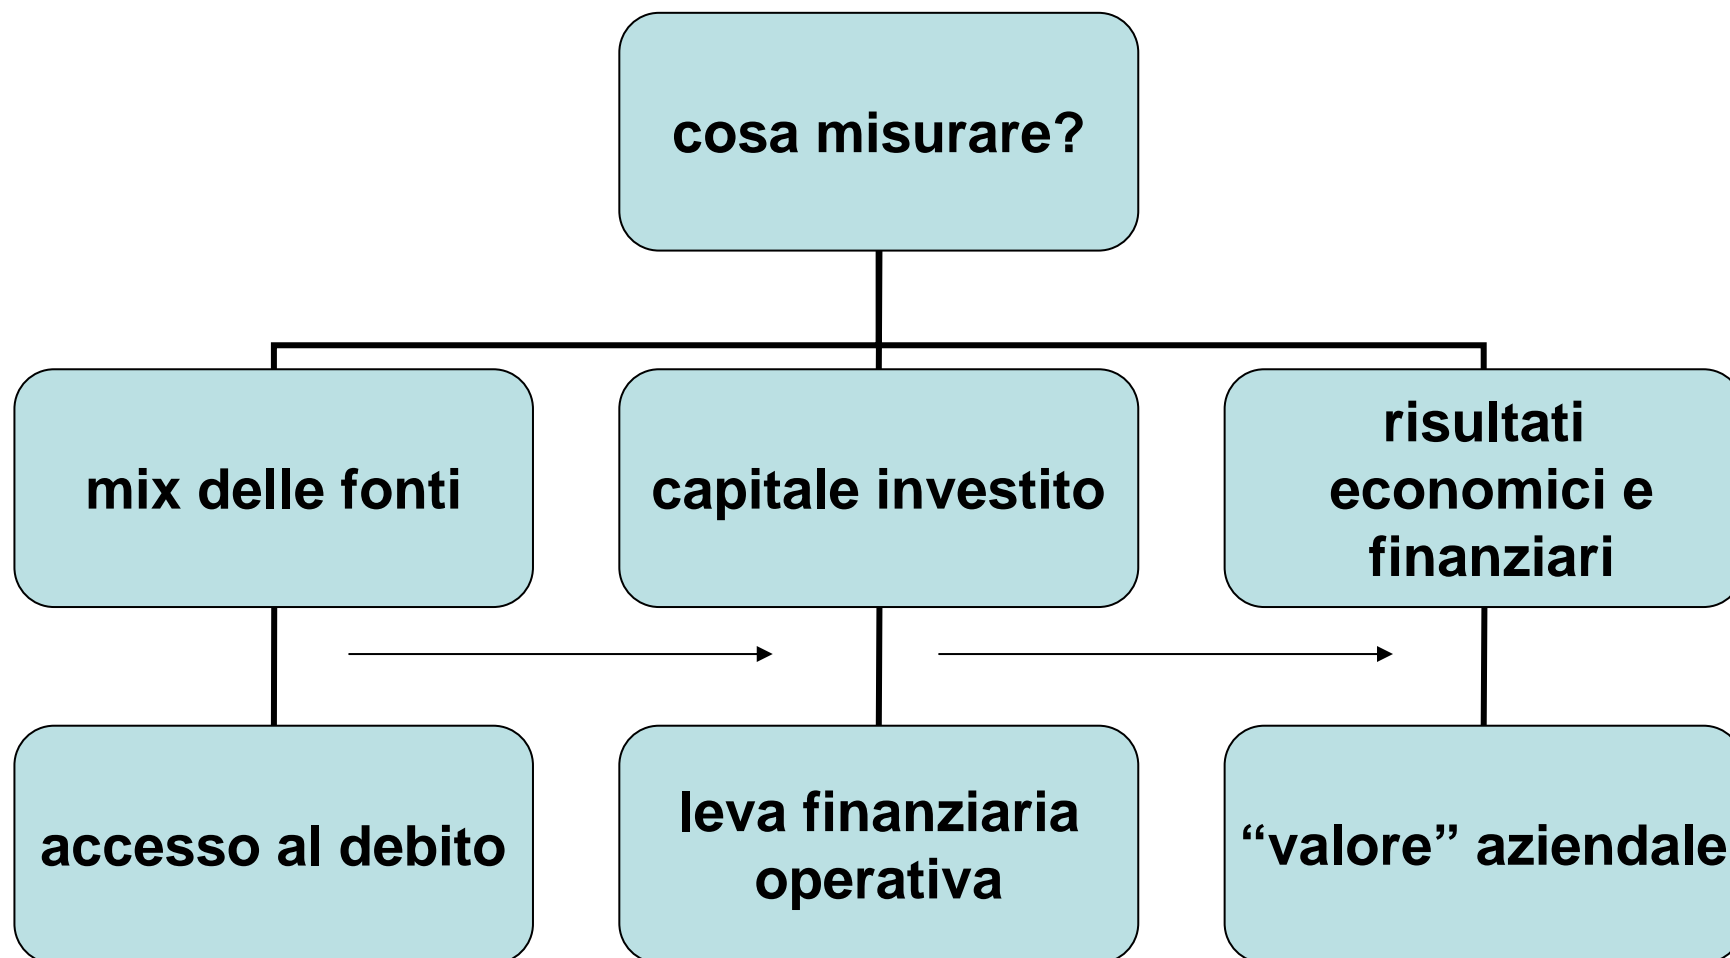 cosa misurare?
mix delle fonti
capitale investito
risultati
economici e
finanziari
accesso al debito
leva finanziaria
operativa
“valore” aziendale